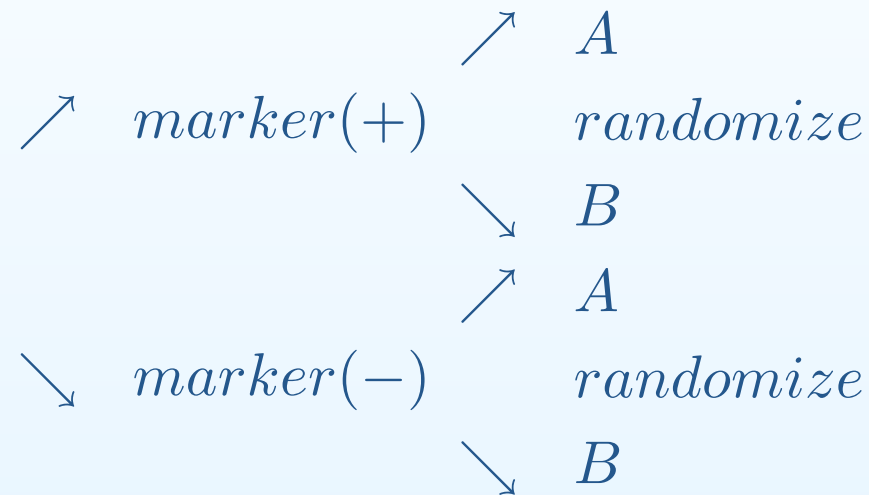 ↗ A
↗ marker(+) randomize
↘ B
↗ A
↘ marker(−) randomize
↘ B